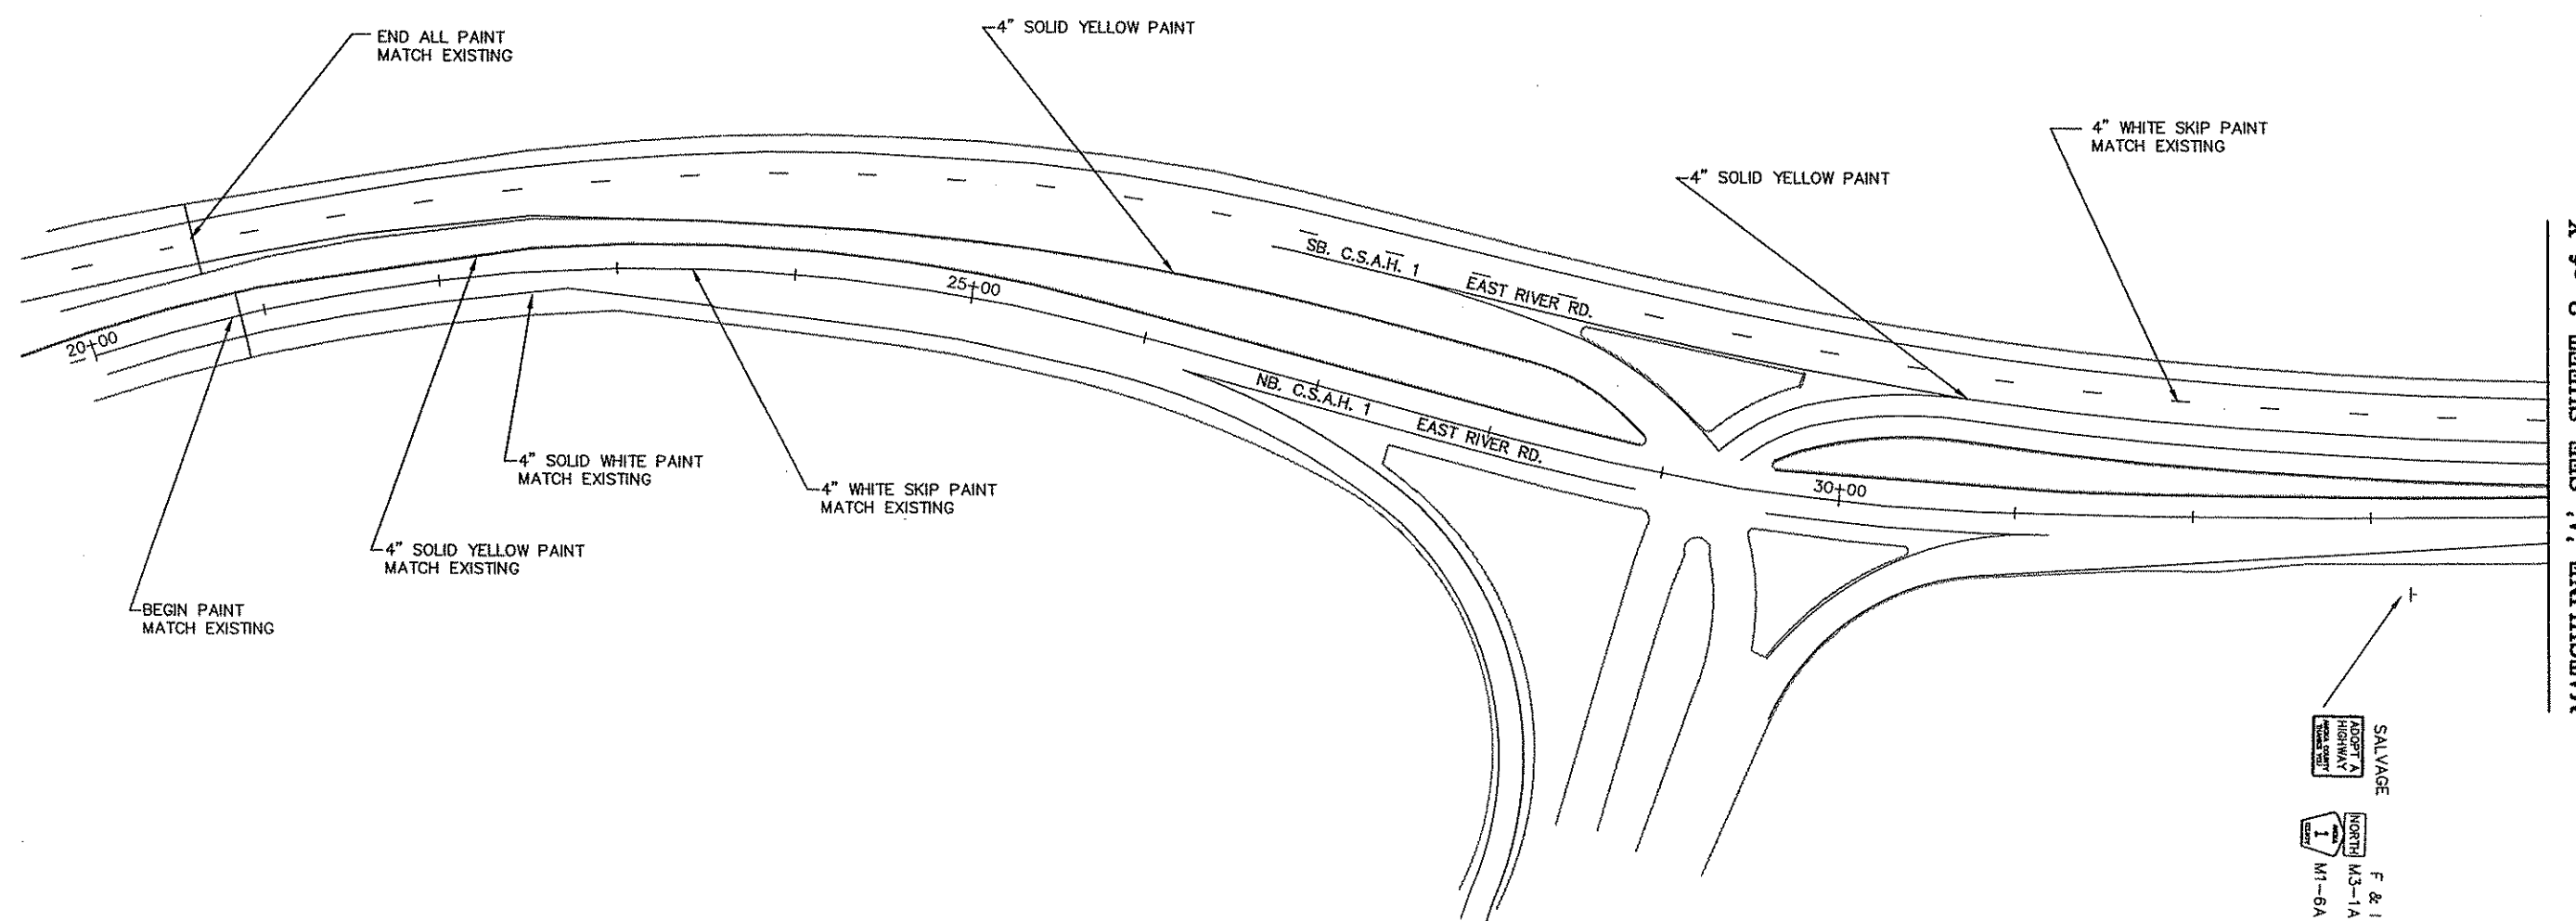 END ALL PAINT
MATCH EXISTING
4" SOLID YELLOW PAINT
4" WHITE SKIP PAINT
MATCH EXISTING
4" SOLID YELLOW PAINT
SB. C.S.A.H. 1
EAST RIVER RD.
25+00
20+00
NB. C.S.A.H. 1
EAST RIVER RD.
30+00
4" SOLID WHITE PAINT
MATCH EXISTING
4" WHITE SKIP PAINT
MATCH EXISTING
4" SOLID YELLOW PAINT
MATCH EXISTING
BEGIN PAINT
MATCH EXISTING
SALVAGE
ADOPT A
HIGHWAY
ANOKA COUNTY
F & I
NORTH
M3-1A
1
M1-6A